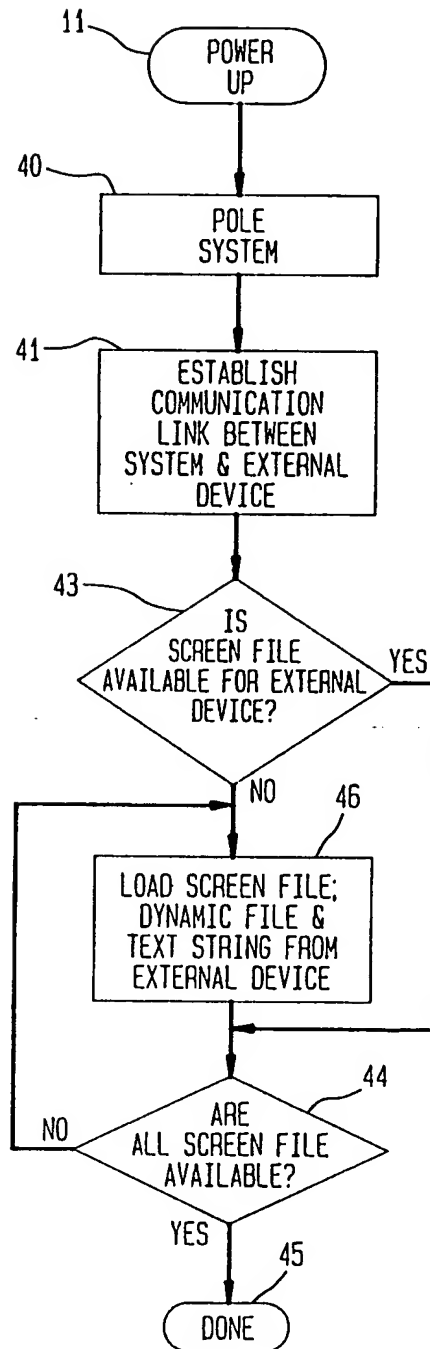 11
POWER
UP
40
POLE
SYSTEM
41
ESTABLISH
COMMUNICATION
LINK BETWEEN
SYSTEM & EXTERNAL
DEVICE
43
IS
SCREEN FILE
AVAILABLE FOR EXTERNAL
DEVICE?
YES
NO
46
LOAD SCREEN FILE;
DYNAMIC FILE &
TEXT STRING FROM
EXTERNAL DEVICE
44
ARE
ALL SCREEN FILE
AVAILABLE?
NO
YES
45
DONE